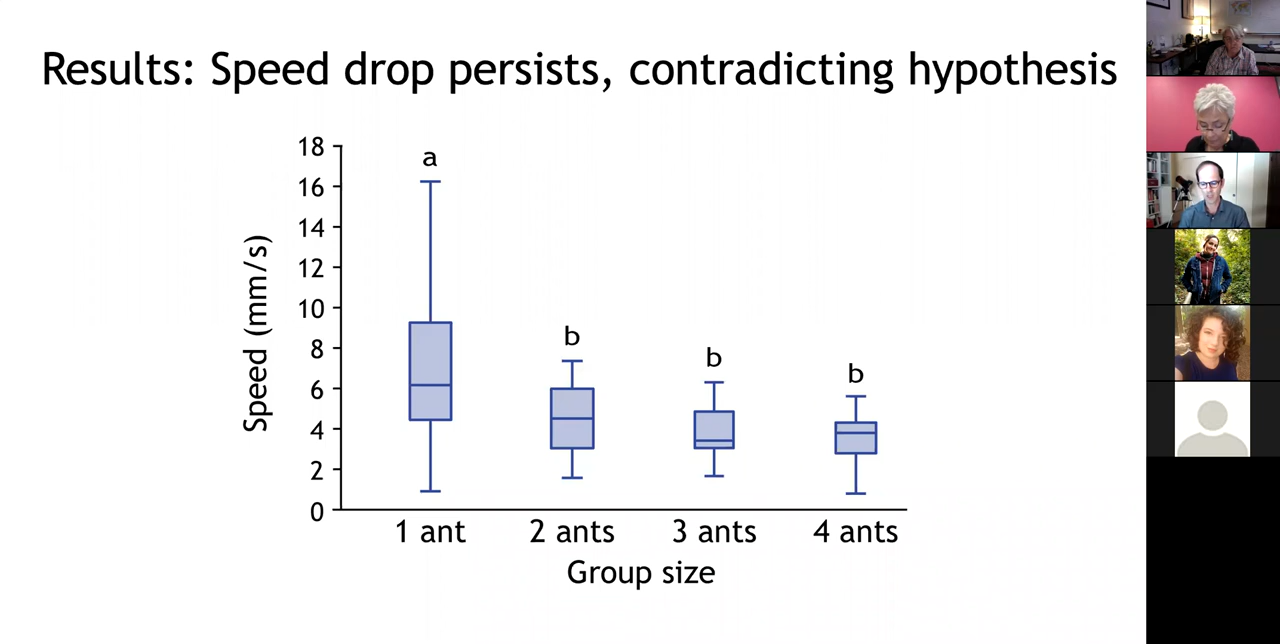 Results: Speed drop persists, contradicting hypothesis
18
16
14
12
10
8
6
4
2
0
Speed (mm/s)
a
b
b
b
1 ant
2 ants
3 ants
4 ants
Group size